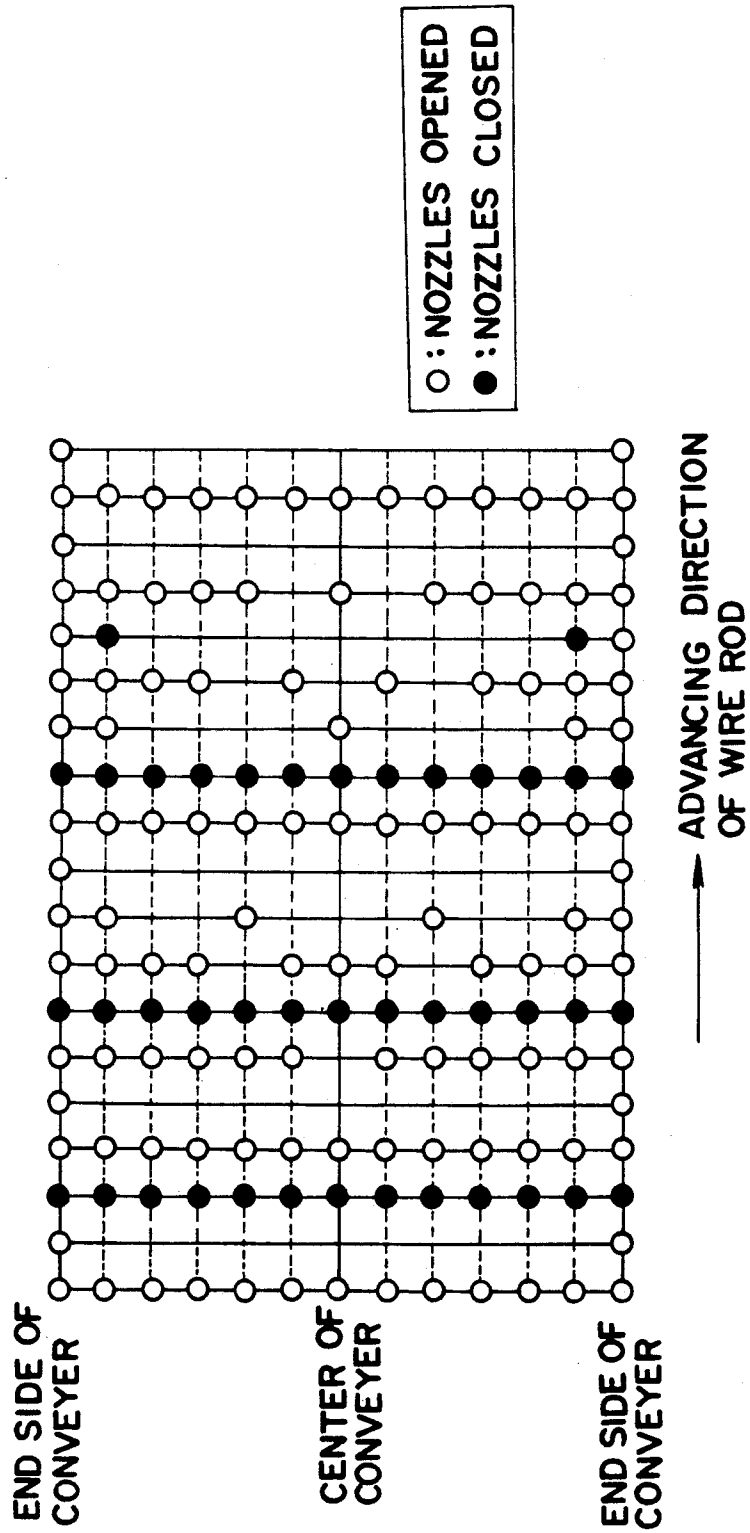 END SIDE OF
CONVEYER
CENTER OF
CONVEYER
END SIDE OF
CONVEYER
ADVANCING DIRECTION
OF WIRE ROD
○ : NOZZLES OPENED
● : NOZZLES CLOSED